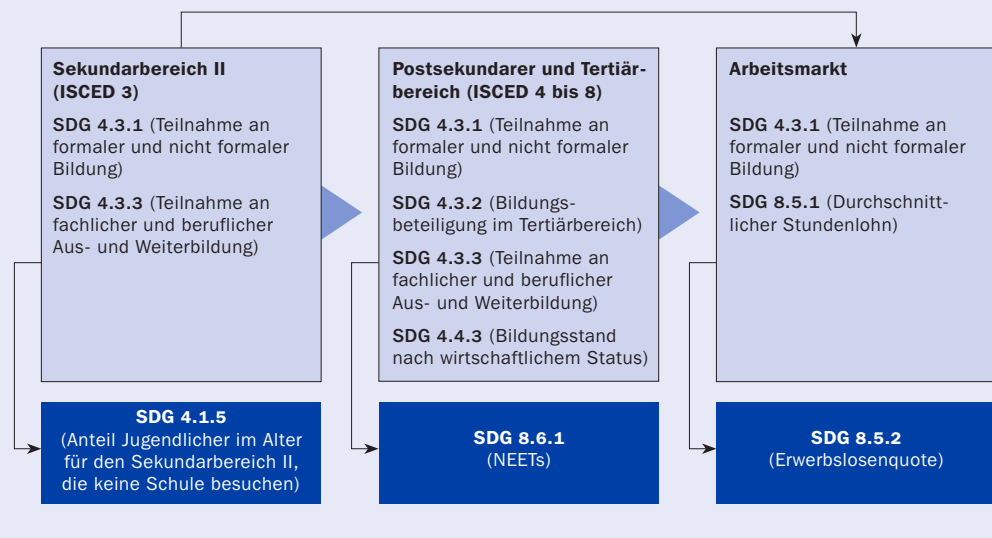 Sekundarbereich II
(ISCED 3)
SDG 4.3.1 (Teilnahme an
formaler und nicht formaler
Bildung)
SDG 4.3.3 (Teilnahme an
fachlicher und beruflicher
Aus- und Weiterbildung)
SDG 4.1.5
(Anteil Jugendlicher im Alter
für den Sekundarbereich II,
die keine Schule besuchen)
Postsekundarer und Tertiär-
bereich (ISCED 4 bis 8)
SDG 4.3.1 (Teilnahme an
formaler und nicht formaler
Bildung)
SDG 4.3.2 (Bildungs-
beteiligung im Tertiärbereich)
SDG 4.3.3 (Teilnahme an
fachlicher und beruflicher
Aus- und Weiterbildung)
SDG 4.4.3 (Bildungsstand
nach wirtschaftlichem Status)
SDG 8.6.1
(NEETs)
Arbeitsmarkt
SDG 4.3.1 (Teilnahme an
formaler und nicht formaler
Bildung)
SDG 8.5.1 (Durchschnitt-
licher Stundenlohn)
SDG 8.5.2
(Erwerbslosenquote)